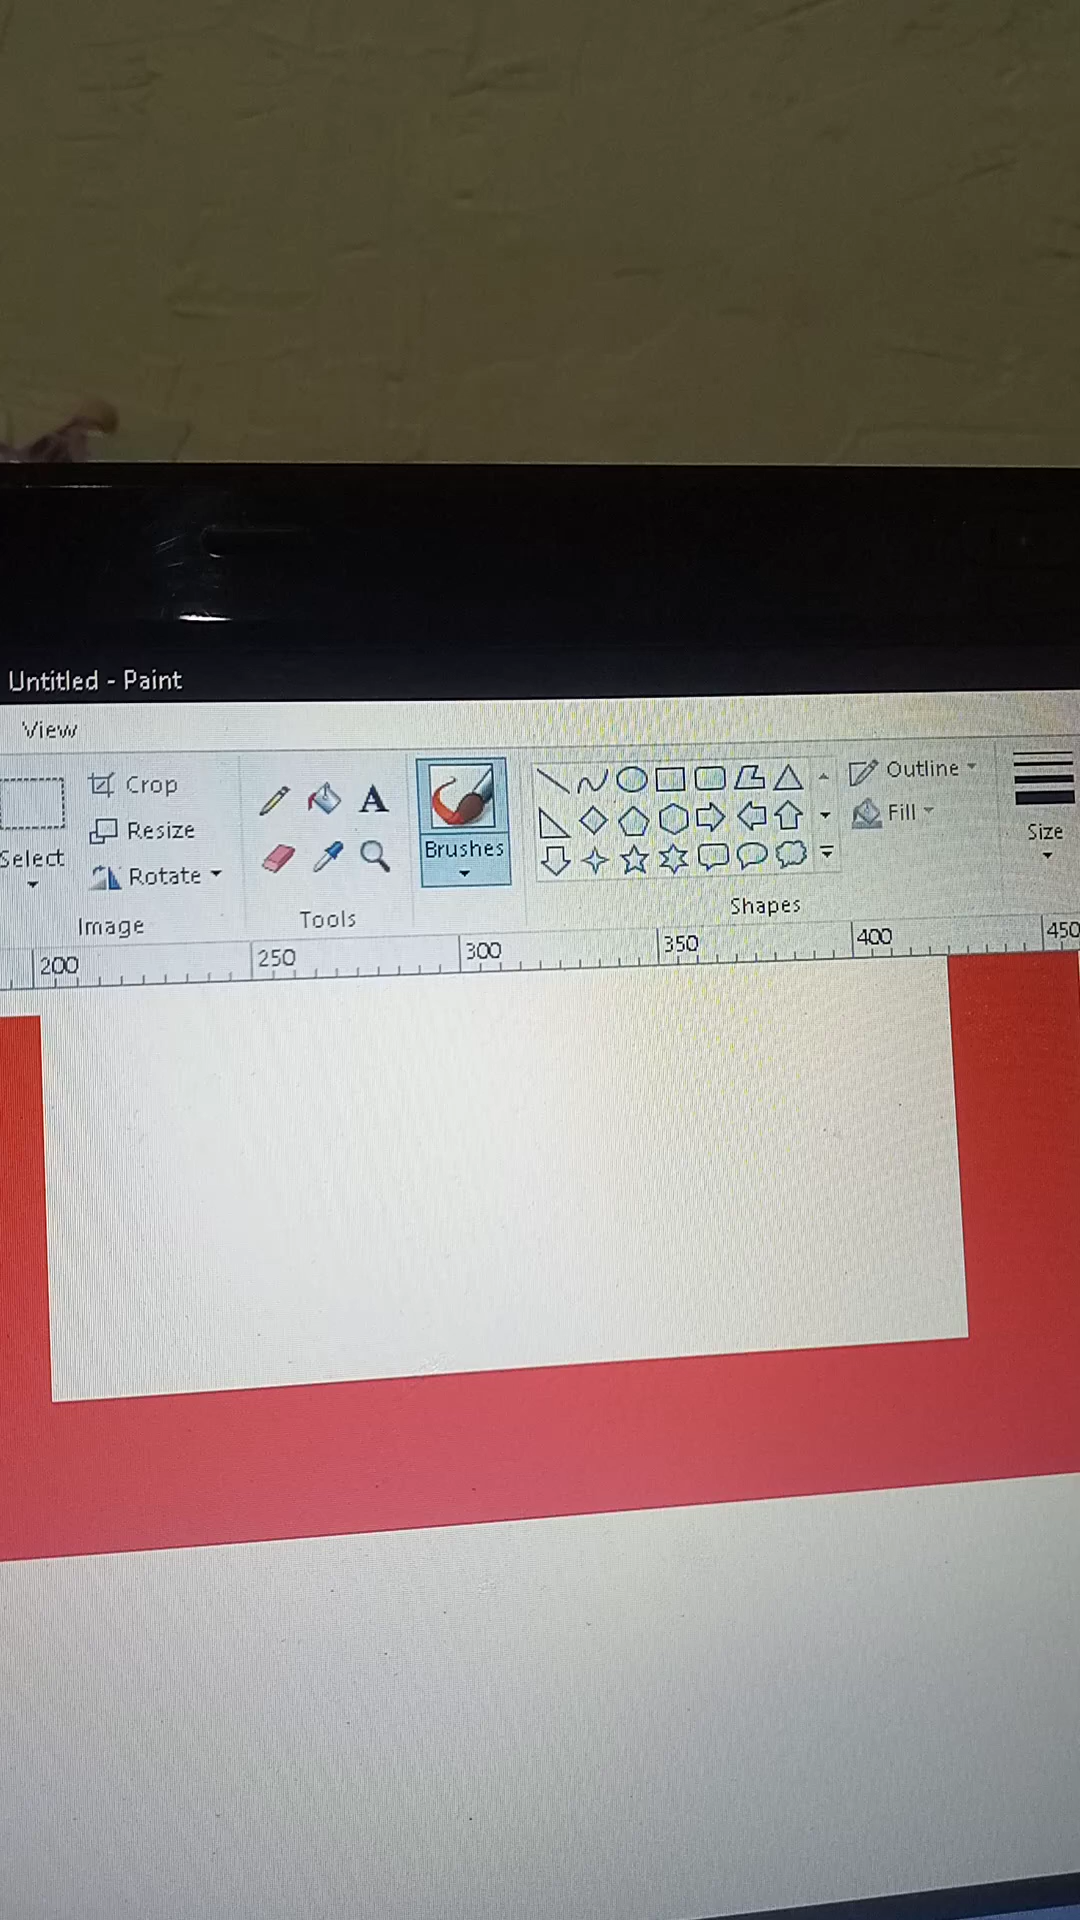 Untitled - Paint
View
Crop
Resize
Rotate
Select
Image
A
Tools
Brushes
Outline
Fill
Shapes
Size
200 250 300 350 400 450